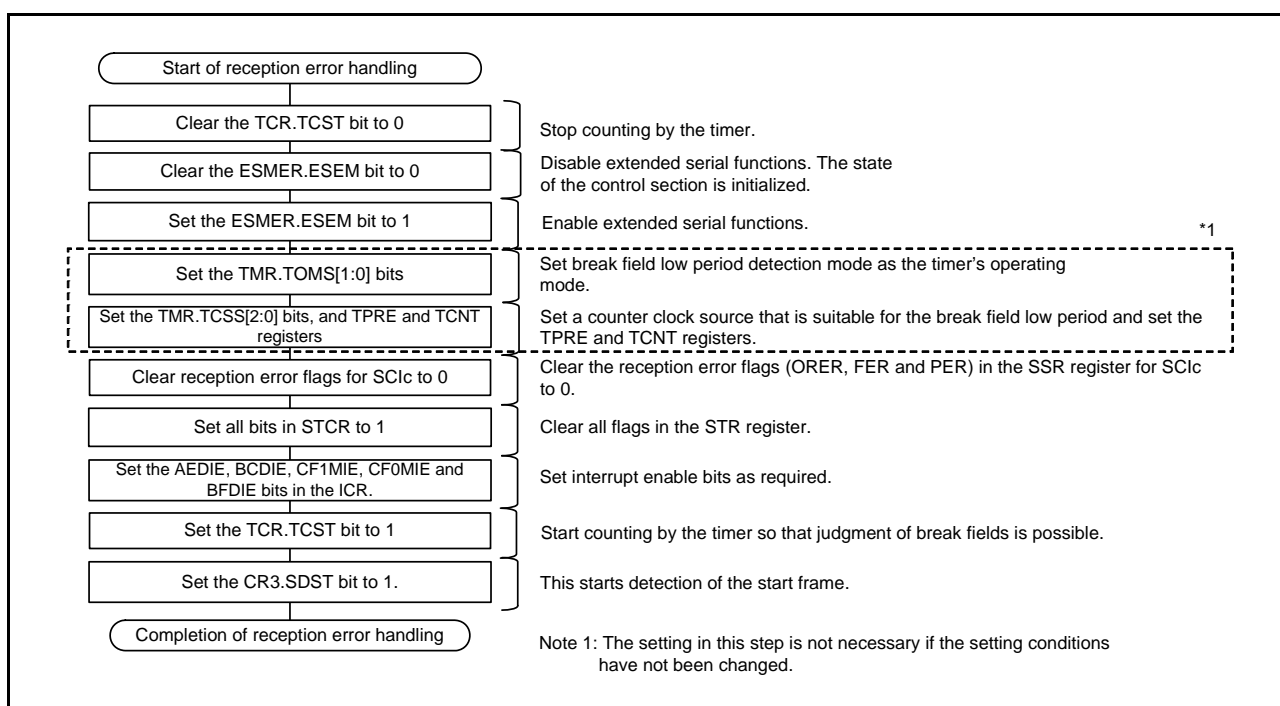 Start of reception error handling
Clear the TCR.TCST bit to 0
Stop counting by the timer.
Clear the ESMER.ESEM bit to 0
Disable extended serial functions. The state
of the control section is initialized.
Set the ESMER.ESEM bit to 1
Enable extended serial functions.
*1
Set the TMR.TOMS[1:0] bits
Set break field low period detection mode as the timer's operating
mode.
Set the TMR.TCSS[2:0] bits, and TPRE and TCNT
registers
Set a counter clock source that is suitable for the break field low period and set the
TPRE and TCNT registers.
Clear reception error flags for SCIc to 0
Clear the reception error flags (ORER, FER and PER) in the SSR register for SCIc
to 0.
Set all bits in STCR to 1
Clear all flags in the STR register.
Set the AEDIE, BCDIE, CF1MIE, CF0MIE and
BFDIE bits in the ICR.
Set interrupt enable bits as required.
Set the TCR.TCST bit to 1
Start counting by the timer so that judgment of break fields is possible.
Set the CR3.SDST bit to 1.
This starts detection of the start frame.
Completion of reception error handling
Note 1: The setting in this step is not necessary if the setting conditions
have not been changed.